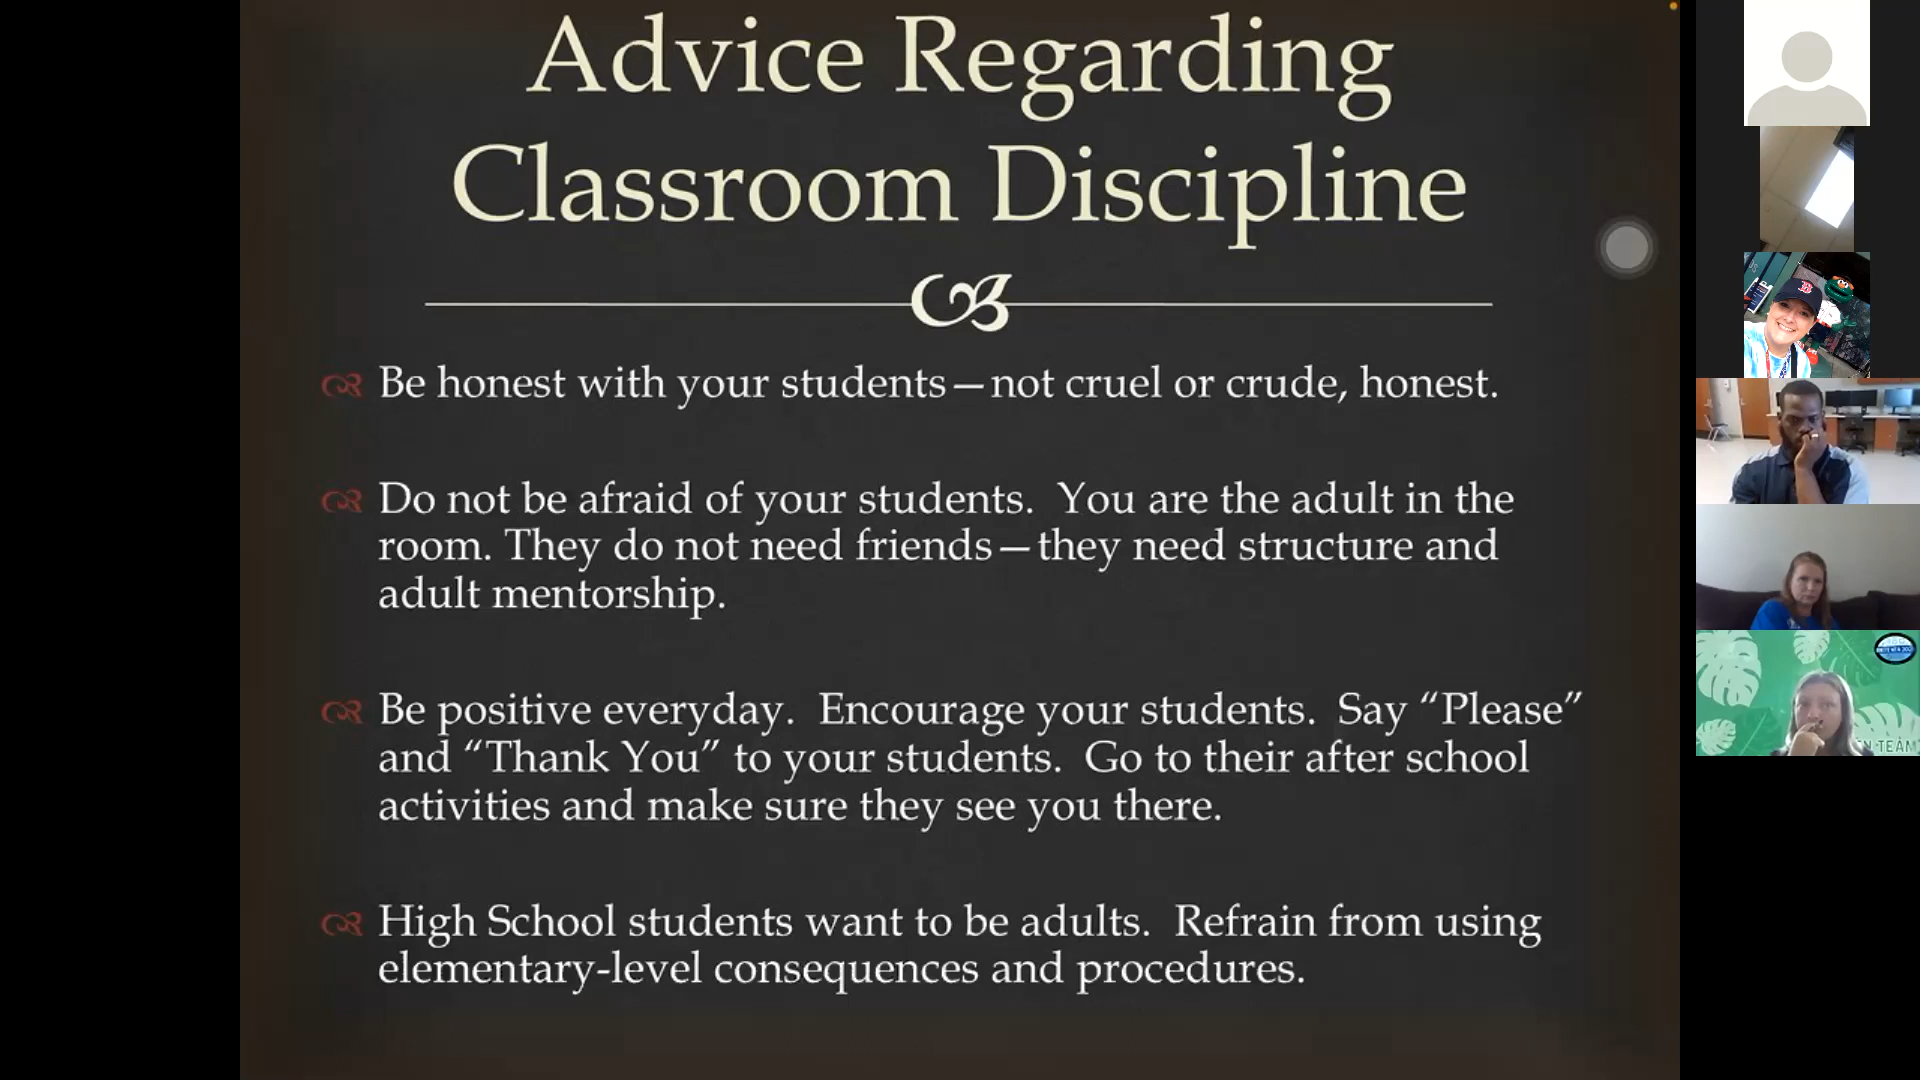 Advice Regarding
Classroom Discipline
Be honest with your students—not cruel or crude, honest.
Do not be afraid of your students.  You are the adult in the
room. They do not need friends—they need structure and
adult mentorship.
Be positive everyday.  Encourage your students.  Say “Please”
and “Thank You” to your students.  Go to their after school
activities and make sure they see you there.
High School students want to be adults.  Refrain from using
elementary-level consequences and procedures.
B
TEAM